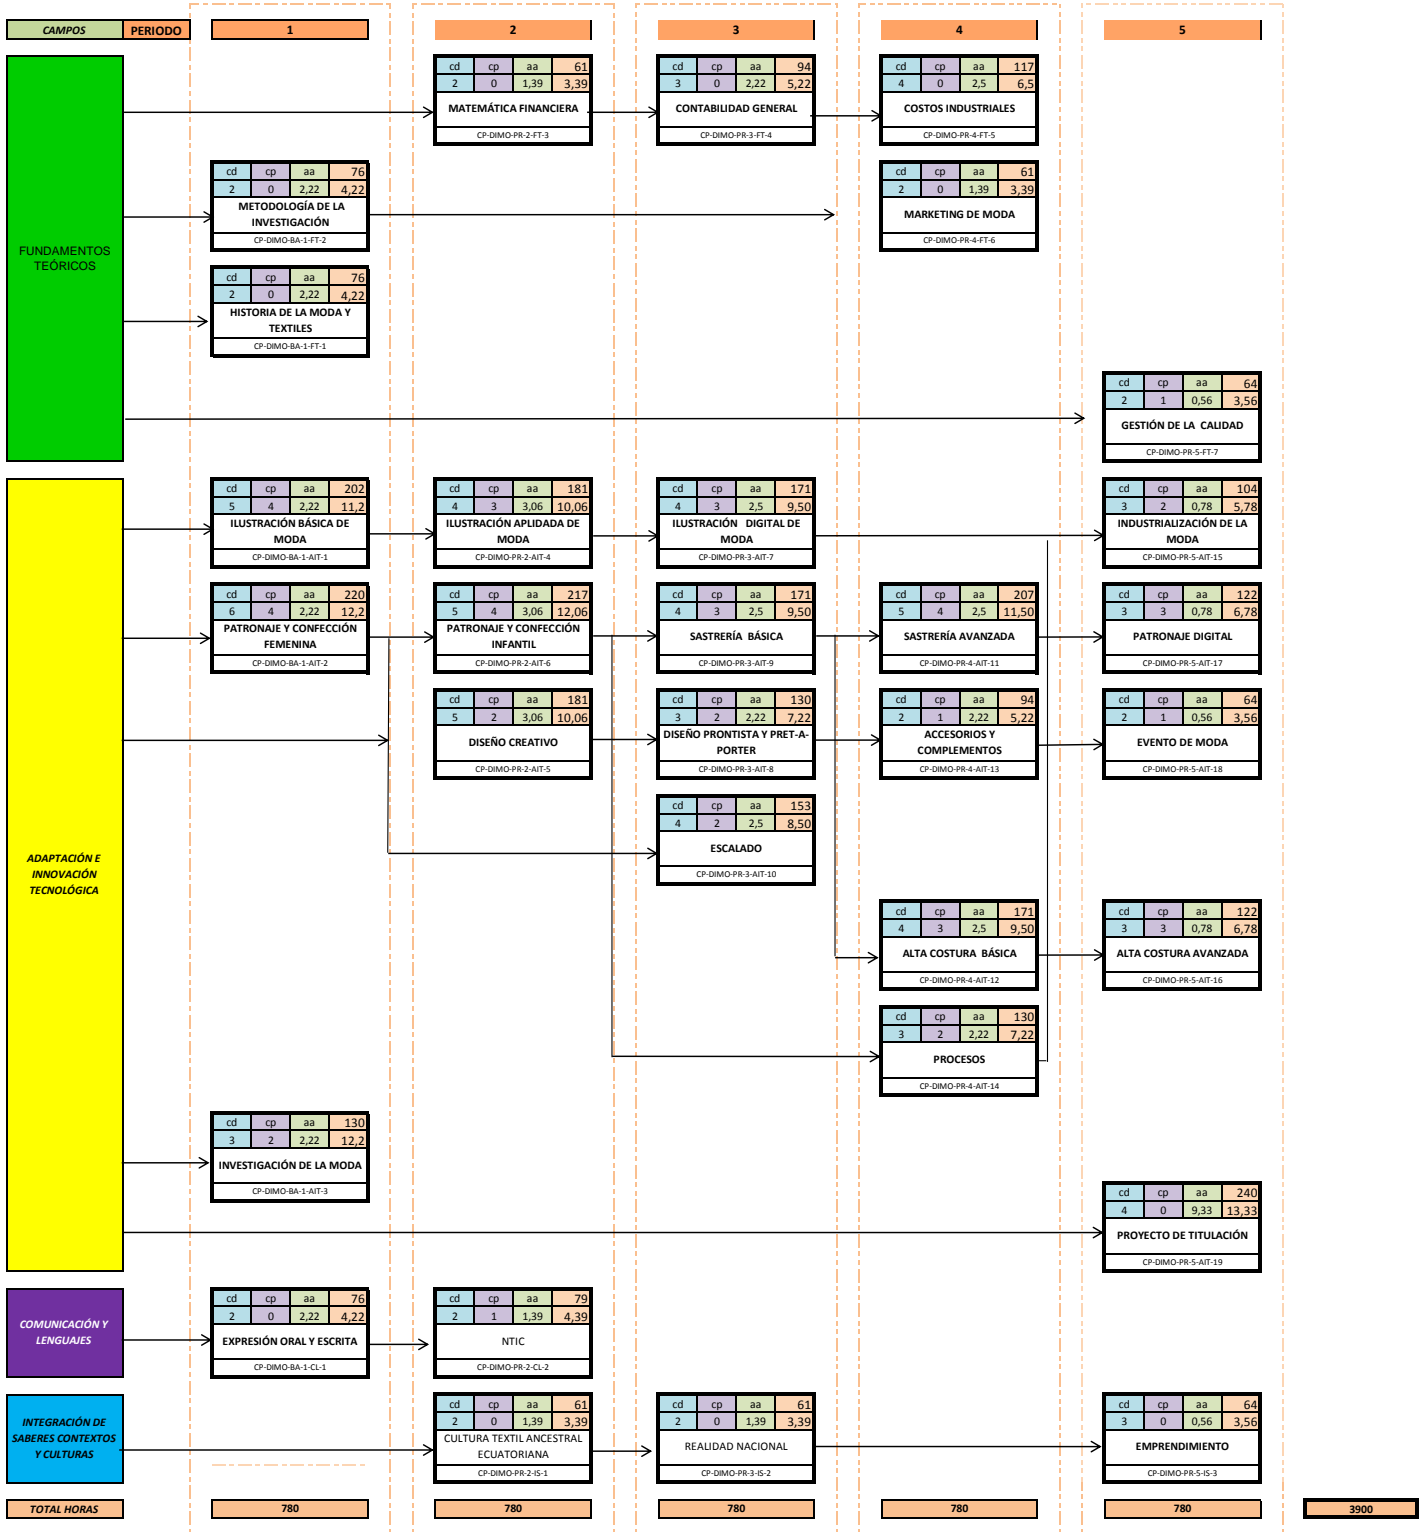 CAMPOS PERIODO 1 2 3 4 5
FUNDAMENTOS
TEÓRICOS
cd cp aa 61
2 0 1,39 3,39
MATEMÁTICA FINANCIERA
CP-DIMO-PR-2-FT-3
cd cp aa 94
3 0 2,22 5,22
CONTABILIDAD GENERAL
CP-DIMO-PR-3-FT-4
cd cp aa 117
4 0 2,5 6,5
COSTOS INDUSTRIALES
CP-DIMO-PR-4-FT-5
cd cp aa 76
2 0 2,22 4,22
METODOLOGÍA DE LA
INVESTIGACIÓN
CP-DIMO-BA-1-FT-2
cd cp aa 61
2 0 1,39 3,39
MARKETING DE MODA
CP-DIMO-PR-4-FT-6
cd cp aa 76
2 0 2,22 4,22
HISTORIA DE LA MODA Y
TEXTILES
CP-DIMO-BA-1-FT-1
cd cp aa 64
2 1 0,56 3,56
GESTIÓN DE LA CALIDAD
CP-DIMO-PR-5-FT-7
ADAPTACIÓN E
INNOVACIÓN
TECNOLÓGICA
cd cp aa 202
5 4 2,22 11,2
ILUSTRACIÓN BÁSICA DE
MODA
CP-DIMO-BA-1-AIT-1
cd cp aa 181
4 3 3,06 10,06
ILUSTRACIÓN APLIDADA DE
MODA
CP-DIMO-PR-2-AIT-4
cd cp aa 171
4 3 2,5 9,50
ILUSTRACIÓN DIGITAL DE
MODA
CP-DIMO-PR-3-AIT-7
cd cp aa 104
3 2 0,78 5,78
INDUSTRIALIZACIÓN DE LA
MODA
CP-DIMO-PR-5-AIT-15
cd cp aa 220
6 4 2,22 12,2
PATRONAJE Y CONFECCIÓN
FEMENINA
CP-DIMO-BA-1-AIT-2
cd cp aa 217
5 4 3,06 12,06
PATRONAJE Y CONFECCIÓN
INFANTIL
CP-DIMO-PR-2-AIT-6
cd cp aa 171
4 3 2,5 9,50
SASTRERÍA BÁSICA
CP-DIMO-PR-3-AIT-9
cd cp aa 207
5 4 2,5 11,50
SASTRERÍA AVANZADA
CP-DIMO-PR-4-AIT-11
cd cp aa 122
3 3 0,78 6,78
PATRONAJE DIGITAL
CP-DIMO-PR-5-AIT-17
cd cp aa 181
5 2 3,06 10,06
DISEÑO CREATIVO
CP-DIMO-PR-2-AIT-5
cd cp aa 130
3 2 2,22 7,22
DISEÑO PRONTISTA Y PRET-A-
PORTER
CP-DIMO-PR-3-AIT-8
cd cp aa 94
2 1 2,22 5,22
ACCESORIOS Y
COMPLEMENTOS
CP-DIMO-PR-4-AIT-13
cd cp aa 64
2 1 0,56 3,56
EVENTO DE MODA
CP-DIMO-PR-5-AIT-18
cd cp aa 153
4 2 2,5 8,50
ESCALADO
CP-DIMO-PR-3-AIT-10
cd cp aa 171
4 3 2,5 9,50
ALTA COSTURA BÁSICA
CP-DIMO-PR-4-AIT-12
cd cp aa 122
3 3 0,78 6,78
ALTA COSTURA AVANZADA
CP-DIMO-PR-5-AIT-16
cd cp aa 130
3 2 2,22 7,22
PROCESOS
CP-DIMO-PR-4-AIT-14
cd cp aa 130
3 2 2,22 12,2
INVESTIGACIÓN DE LA MODA
CP-DIMO-BA-1-AIT-3
cd cp aa 240
4 0 9,33 13,33
PROYECTO DE TITULACIÓN
CP-DIMO-PR-5-AIT-19
COMUNICACIÓN Y
LENGUAJES
cd cp aa 76
2 0 2,22 4,22
EXPRESIÓN ORAL Y ESCRITA
CP-DIMO-BA-1-CL-1
cd cp aa 79
2 1 1,39 4,39
NTIC
CP-DIMO-PR-2-CL-2
INTEGRACIÓN DE
SABERES CONTEXTOS
Y CULTURAS
cd cp aa 61
2 0 1,39 3,39
CULTURA TEXTIL ANCESTRAL
ECUATORIANA
CP-DIMO-PR-2-IS-1
cd cp aa 61
2 0 1,39 3,39
REALIDAD NACIONAL
CP-DIMO-PR-3-IS-2
cd cp aa 64
3 0 0,56 3,56
EMPRENDIMIENTO
CP-DIMO-PR-5-IS-3
TOTAL HORAS 780 780 780 780 780 3900